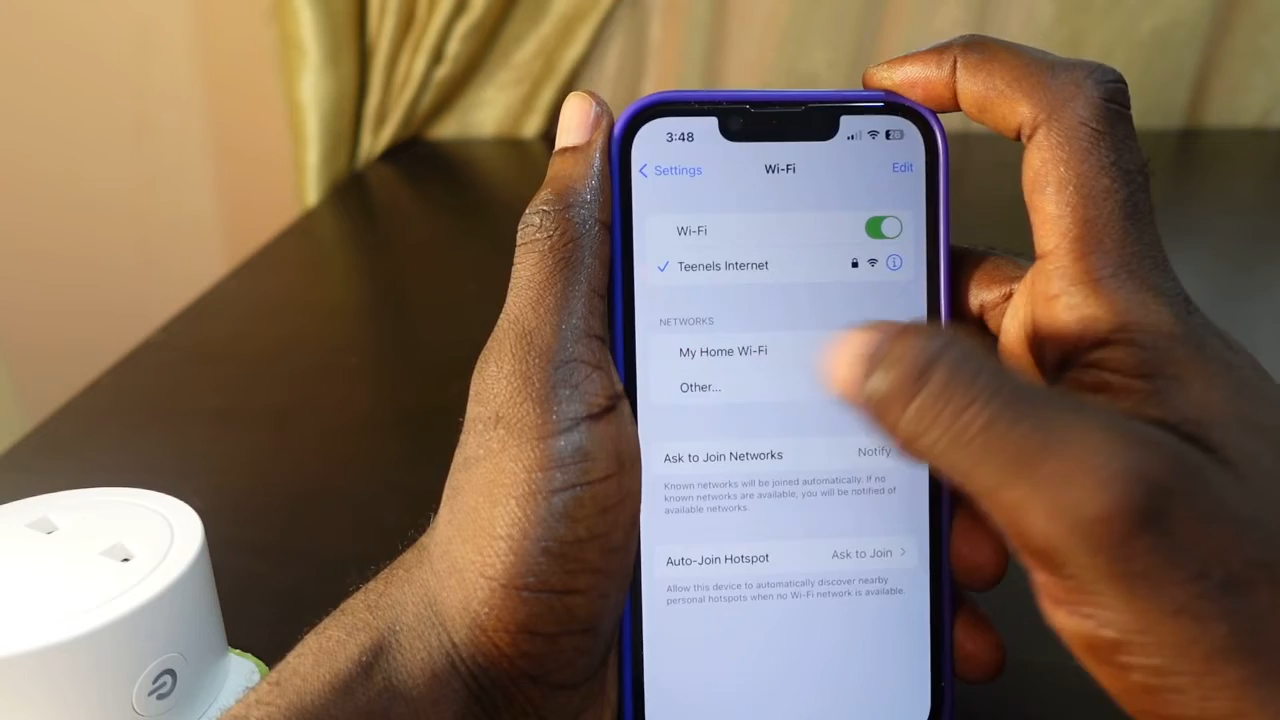 3:48
28
Settings
Wi-Fi
Edit
Wi-Fi
Teenels Internet
NETWORKS
My Home Wi-Fi
Other...
Ask to Join Networks
Notify
Known networks will be joined automatically. If no
known networks are available, you will be notified of
available networks.
Auto-Join Hotspot
Ask to Join
Allow this device to automatically discover nearby
personal hotspots when no Wi-Fi network is available.